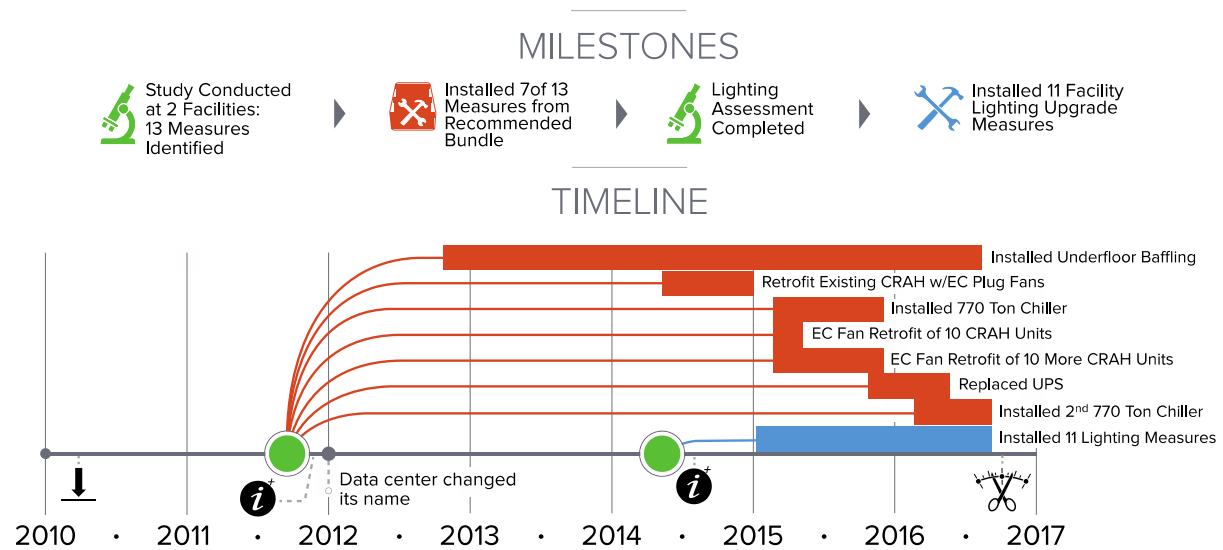 MILESTONES
Study Conducted
at 2 Facilities:
13 Measures
Identified
Installed 7of 13
Measures from
Recommended
Bundle
Lighting
Assessment
Completed
Installed 11 Facility
Lighting Upgrade
Measures
TIMELINE
Installed Underfloor Baffling
Retrofit Existing CRAH w/EC Plug Fans
Installed 770 Ton Chiller
EC Fan Retrofit of 10 CRAH Units
EC Fan Retrofit of 10 More CRAH Units
Replaced UPS
Installed 2nd 770 Ton Chiller
Installed 11 Lighting Measures
i+
Data center changed
its name
i+
2010 · 2011 · 2012 · 2013 · 2014 · 2015 · 2016 · 2017